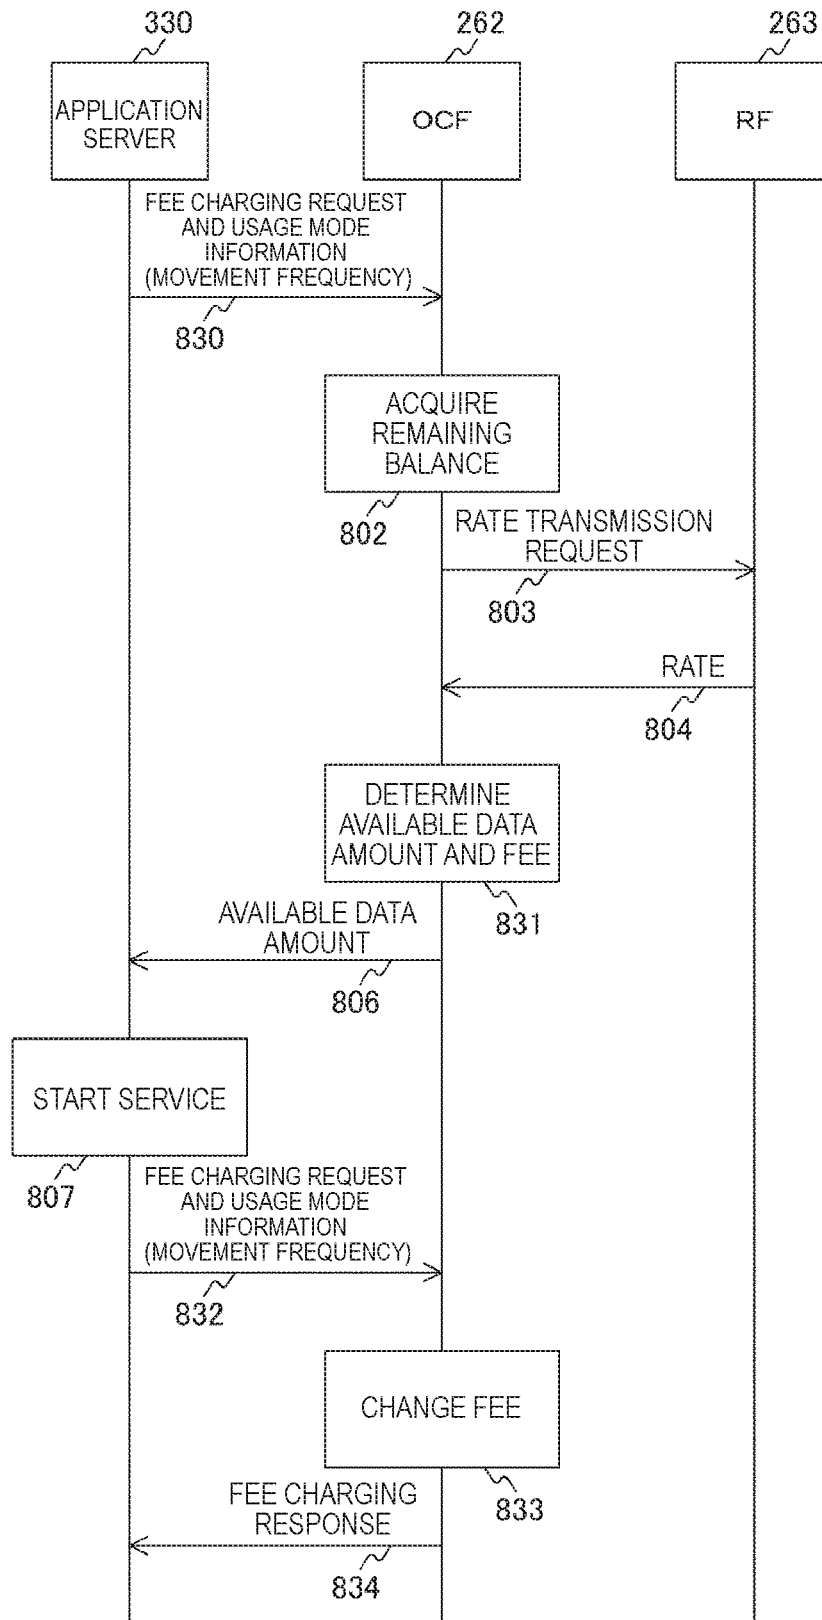 330
262
263
APPLICATION
SERVER
OCF
RF
FEE CHARGING REQUEST
AND USAGE MODE
INFORMATION
(MOVEMENT FREQUENCY)
830
ACQUIRE
REMAINING
BALANCE
802
RATE TRANSMISSION
REQUEST
803
RATE
804
DETERMINE
AVAILABLE DATA
AMOUNT AND FEE
831
AVAILABLE DATA
AMOUNT
806
START SERVICE
807
FEE CHARGING REQUEST
AND USAGE MODE
INFORMATION
(MOVEMENT FREQUENCY)
832
CHANGE FEE
833
FEE CHARGING
RESPONSE
834